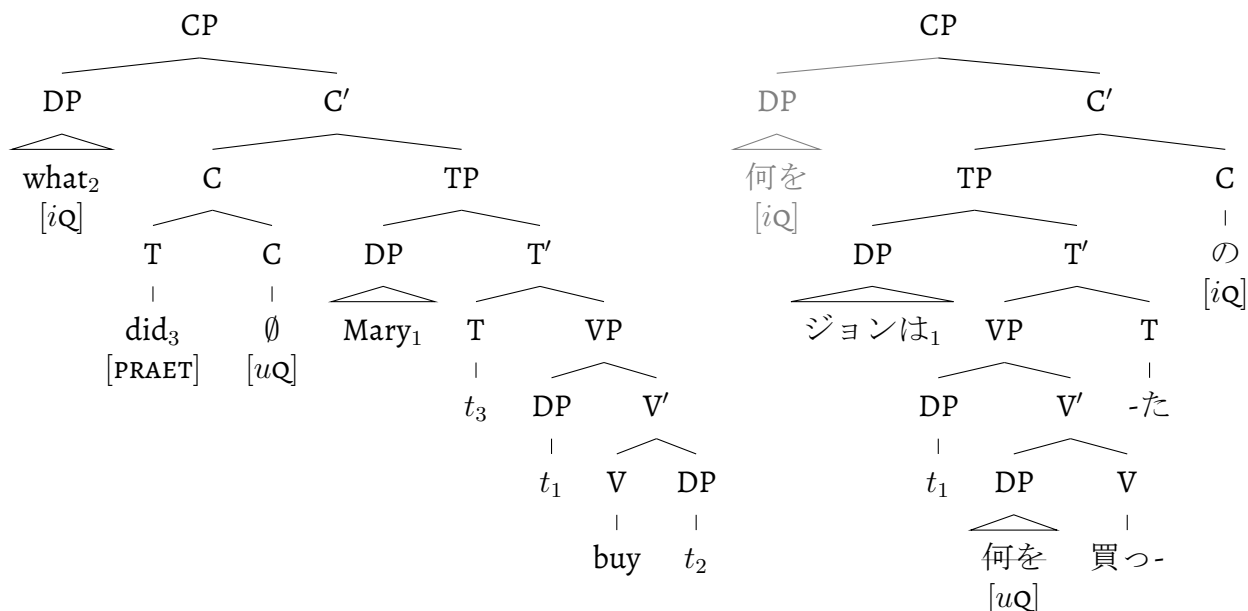 CP CP
DP C′ DP C′
what₂ C TP 何を TP C
[iQ] [iQ]
T C DP T′ DP T′ の
[iQ]
did₃ ∅ Mary₁ T VP ジョンは₁ VP T
[PRAET] [uQ]
t₃ DP V′ DP V′ -た
t₁ V DP t₁ DP V
buy t₂ 何を 買っ-
[uQ]